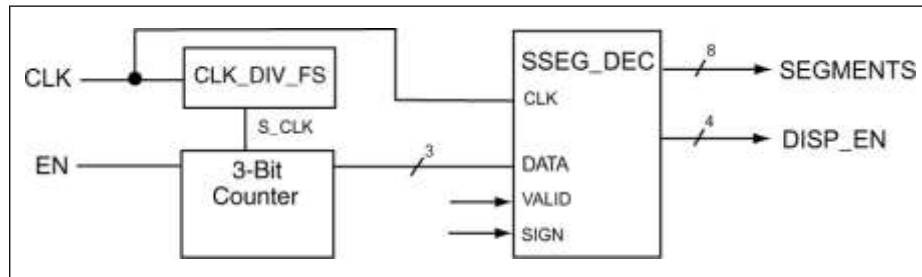 CLK
CLK_DIV_FS
S_CLK
EN
3-Bit
Counter
3
SSEG_DEC
CLK
DATA
VALID
SIGN
8
SEGMENTS
4
DISP_EN